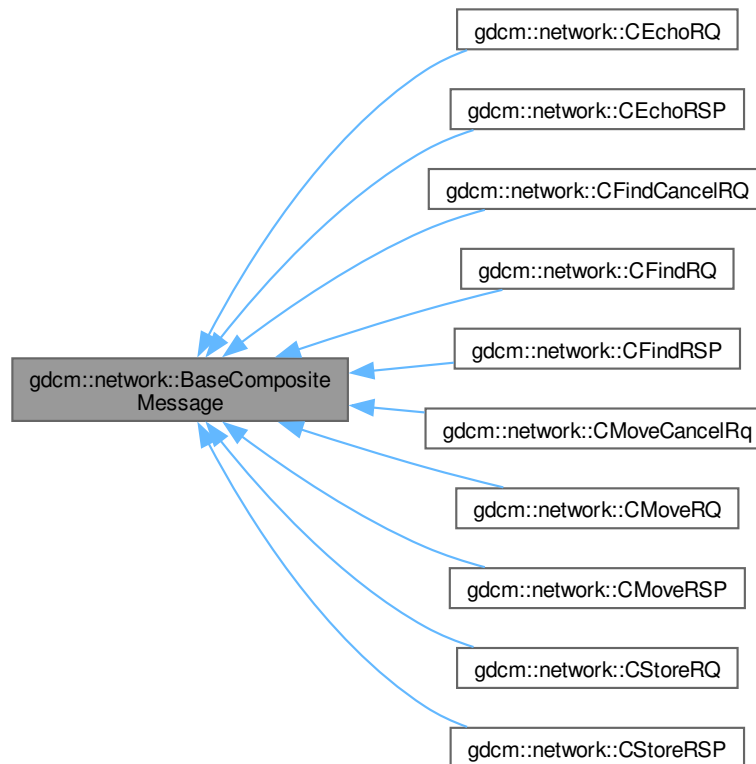 gdcm::network::CEchoRQ
gdcm::network::CEchoRSP
gdcm::network::CFindCancelRQ
gdcm::network::CFindRQ
gdcm::network::CFindRSP
gdcm::network::BaseComposite
Message
gdcm::network::CMoveCancelRq
gdcm::network::CMoveRQ
gdcm::network::CMoveRSP
gdcm::network::CStoreRQ
gdcm::network::CStoreRSP